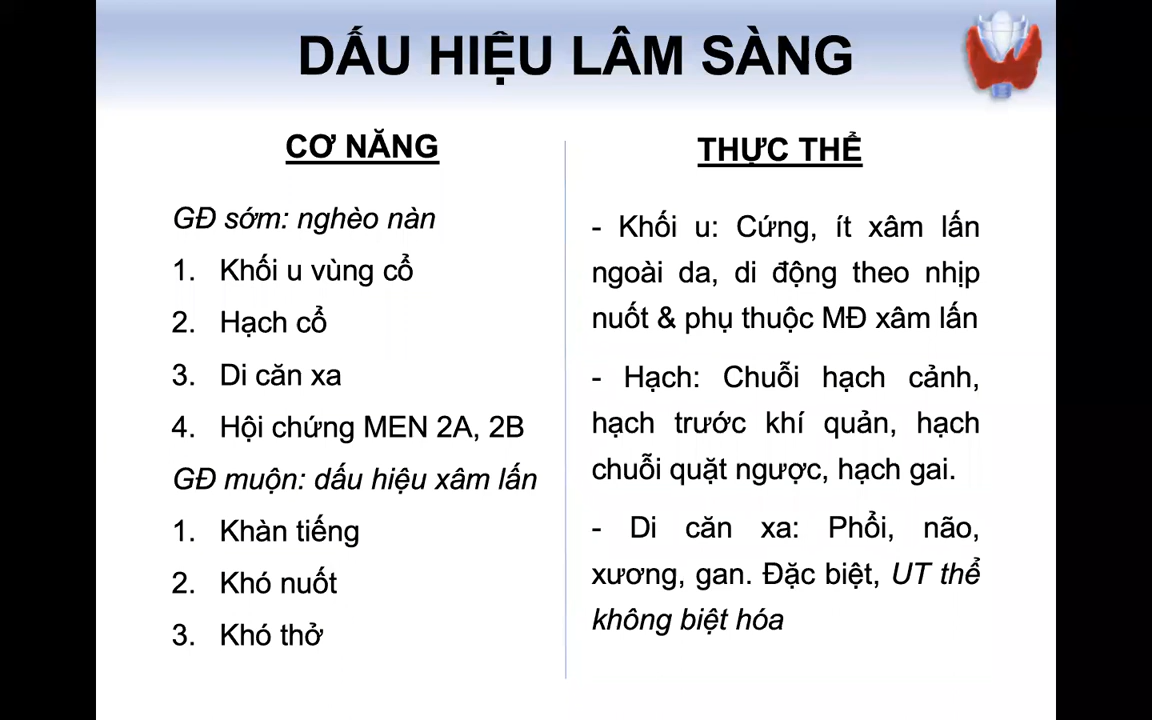 DẤU HIỆU LÂM SÀNG
CƠ NĂNG
GĐ sớm: nghèo nàn
1. Khối u vùng cổ
2. Hạch cổ
3. Di căn xa
4. Hội chứng MEN 2A, 2B
GĐ muộn: dấu hiệu xâm lấn
1. Khàn tiếng
2. Khó nuốt
3. Khó thở
THỰC THỂ
- Khối u: Cứng, ít xâm lấn
ngoài da, di động theo nhịp
nuốt & phụ thuộc MĐ xâm lấn
- Hạch: Chuỗi hạch cảnh,
hạch trước khí quản, hạch
chuỗi quặt ngược, hạch gai.
- Di căn xa: Phổi, não,
xương, gan. Đặc biệt, UT thể
không biệt hóa